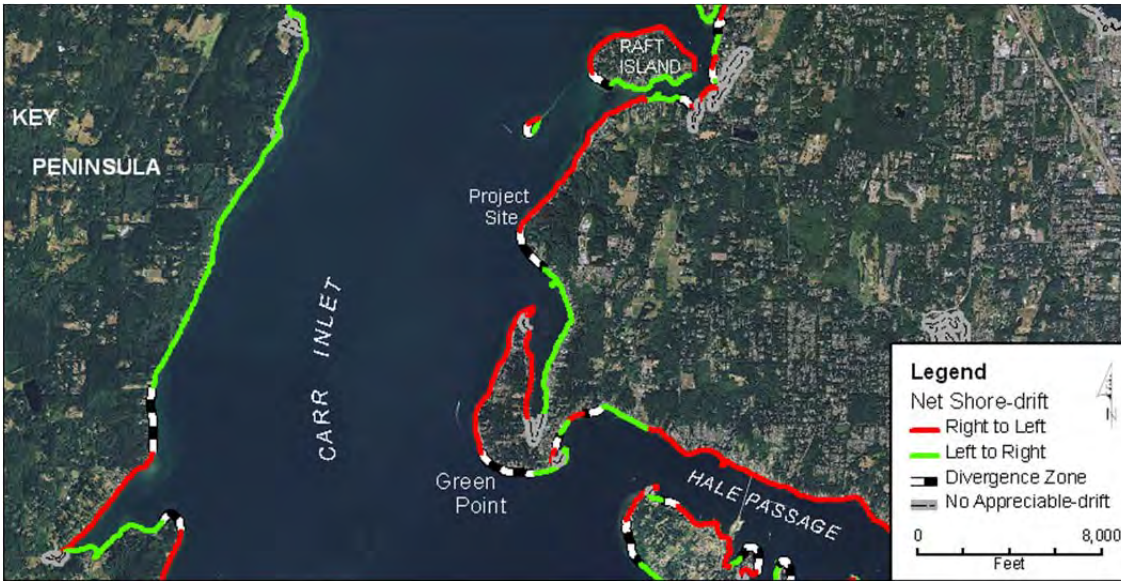 RAFT
ISLAND
KEY
PENINSULA
Project
Site
CARR INLET
Green
Point
HALE PASSAGE
Legend
Net Shore-drift
Right to Left
Left to Right
Divergence Zone
No Appreciable-drift
N
0 8,000
Feet